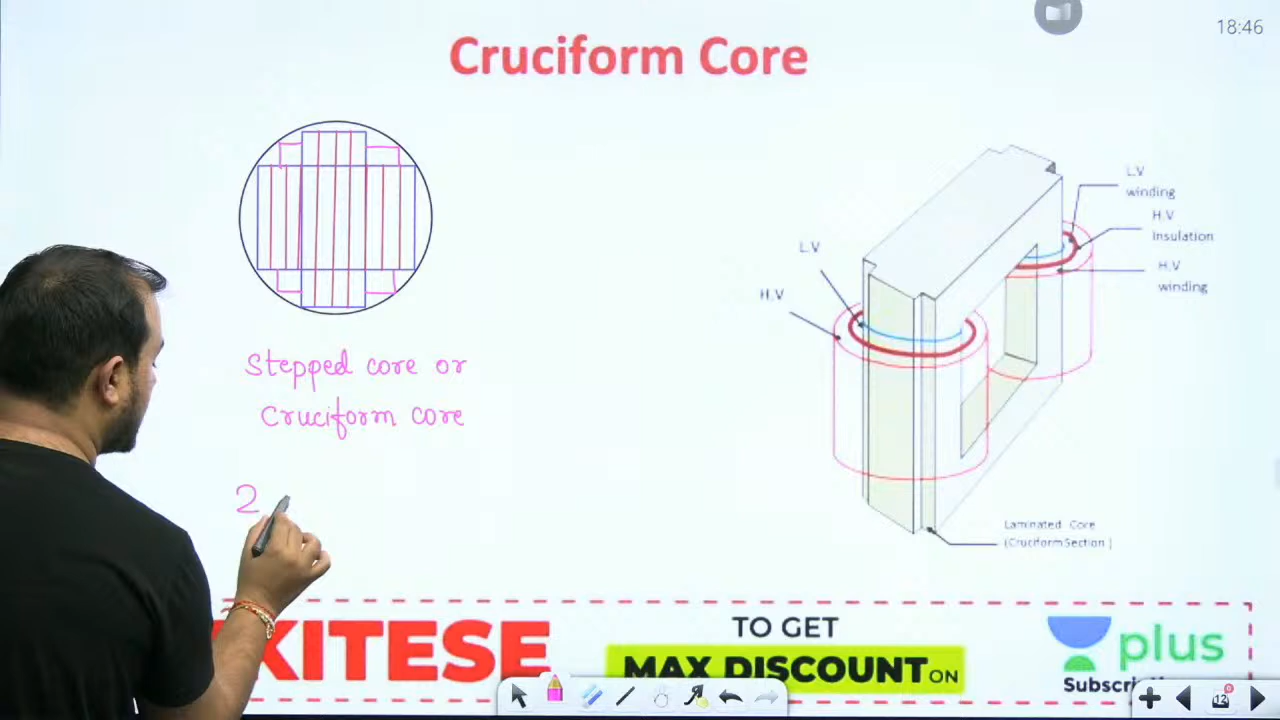 Cruciform Core
18:46
Stepped core or
Cruciform core
2
L.V
H.V
L.V
winding
H.V
Insulation
H.V
winding
Laminated Core
(Cruciform Section )
KITESE
TO GET
MAX DISCOUNT ON
plus
12